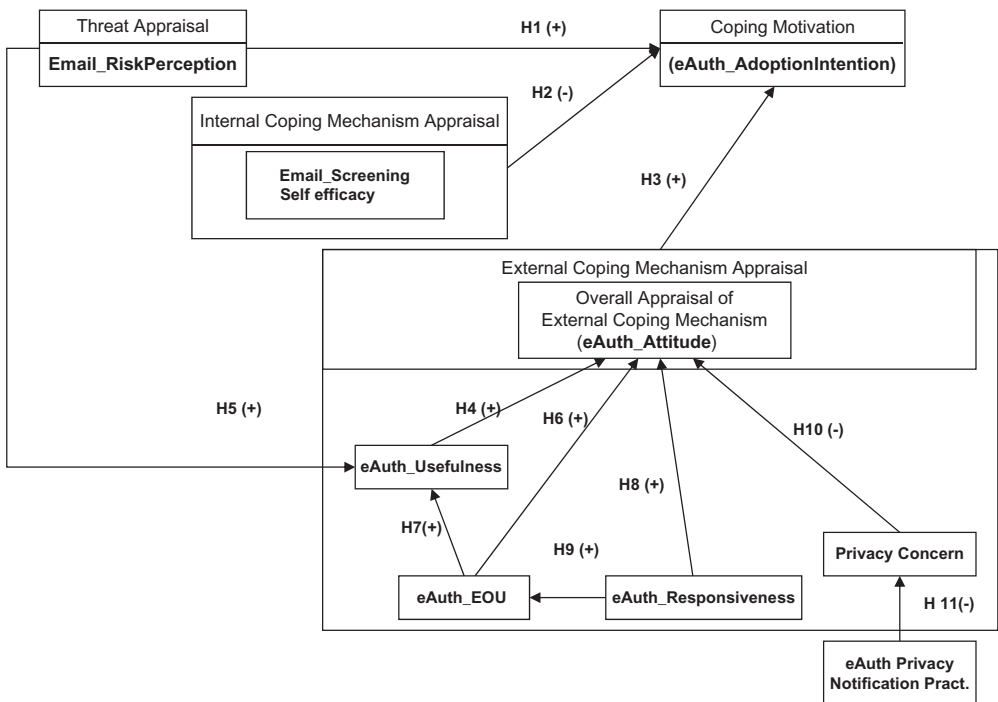 Threat Appraisal
Email_RiskPerception
H1 (+)
Coping Motivation
(eAuth_AdoptionIntention)
H2 (-)
Internal Coping Mechanism Appraisal
Email_Screening
Self efficacy
H3 (+)
External Coping Mechanism Appraisal
Overall Appraisal of
External Coping Mechanism
(eAuth_Attitude)
H5 (+)
H4 (+)
H6 (+)
H10 (-)
eAuth_Usefulness
H8 (+)
H7(+)
H9 (+)
Privacy Concern
eAuth_EOU
eAuth_Responsiveness
H 11(-)
eAuth Privacy
Notification Pract.